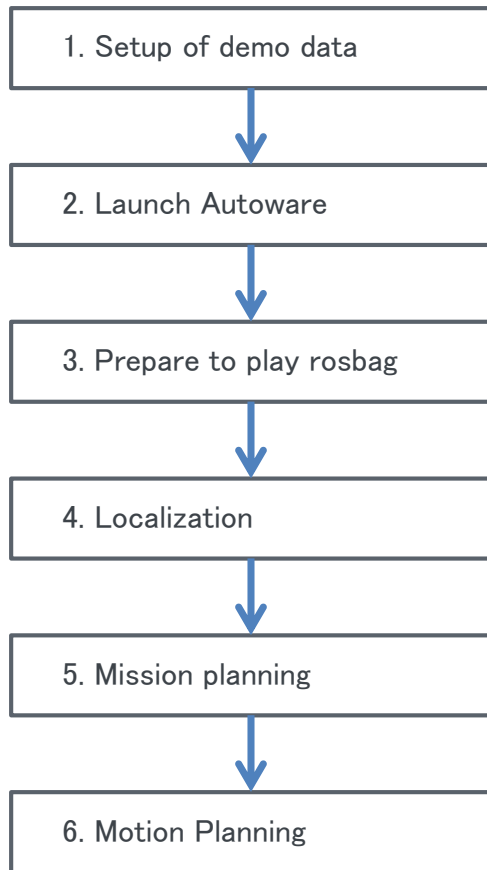 1. Setup of demo data
2. Launch Autoware
3. Prepare to play rosbag
4. Localization
5. Mission planning
6. Motion Planning